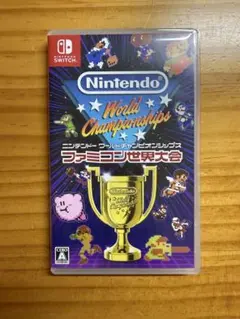 NINTENDO
SWITCH
Nintendo
World
Championships
ニンテンドー ワールドチャンピオンシップス
ファミコン世界大会
Nintendo
A